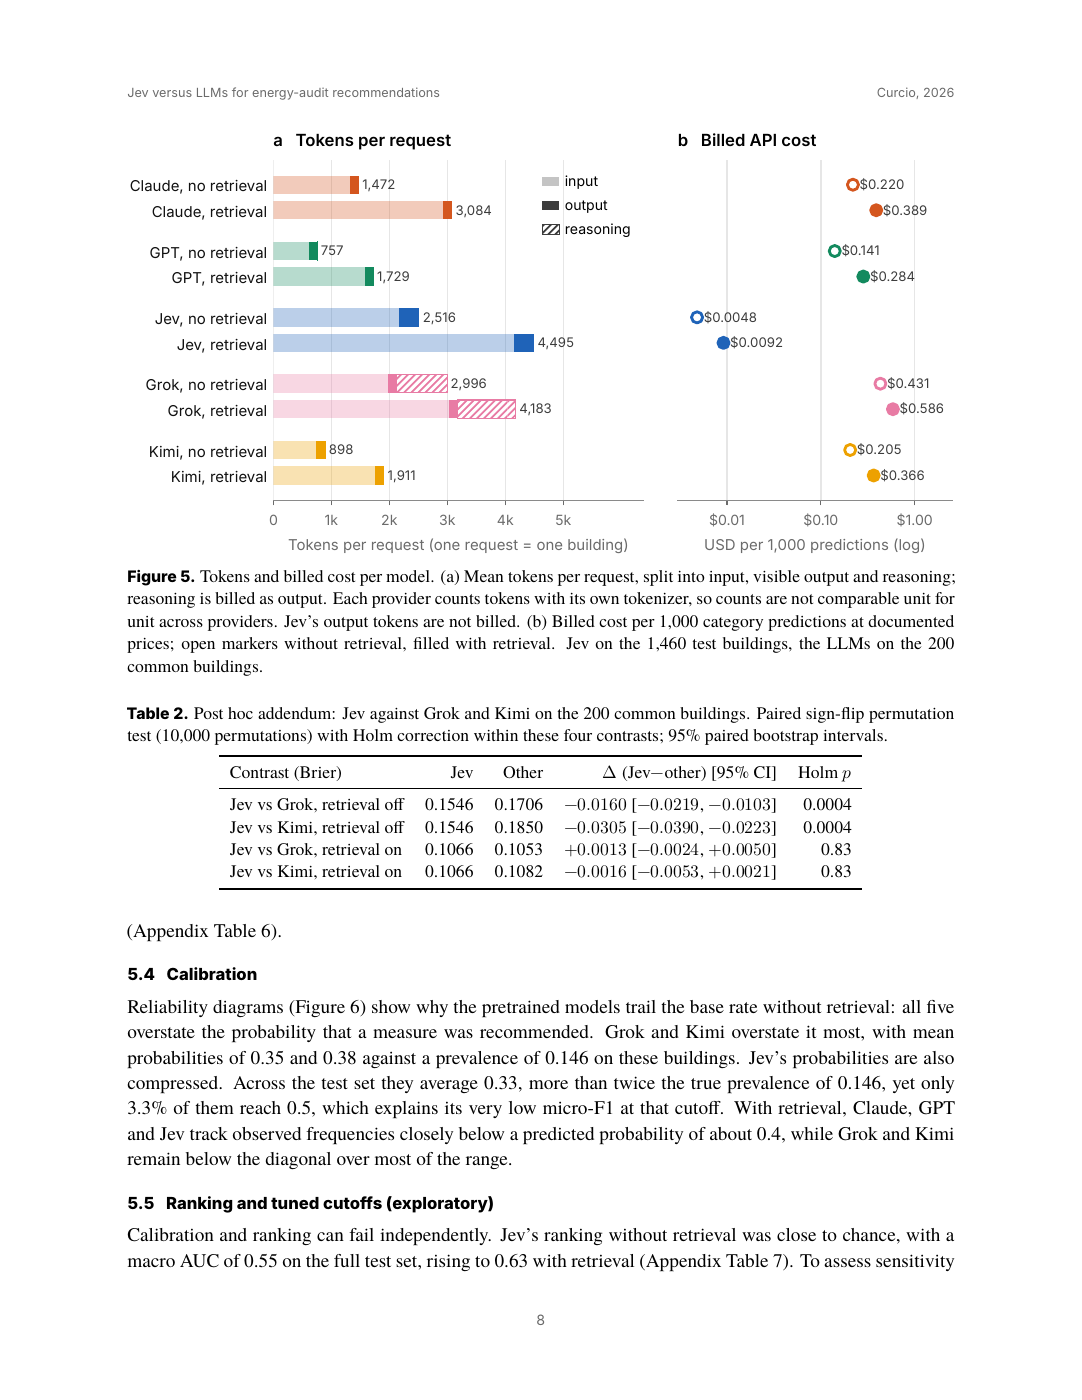 Jev versus LLMs for energy-audit recommendations
Curcio, 2026
a Tokens per request
Claude, no retrieval 1,472
Claude, retrieval 3,084
GPT, no retrieval 757
GPT, retrieval 1,729
Jev, no retrieval 2,516
Jev, retrieval 4,495
Grok, no retrieval 2,996
Grok, retrieval 4,183
Kimi, no retrieval 898
Kimi, retrieval 1,911
input
output
reasoning
0 1k 2k 3k 4k 5k
Tokens per request (one request = one building)
b Billed API cost
$0.220
$0.389
$0.141
$0.284
$0.0048
$0.0092
$0.431
$0.586
$0.205
$0.366
$0.01 $0.10 $1.00
USD per 1,000 predictions (log)
Figure 5. Tokens and billed cost per model. (a) Mean tokens per request, split into input, visible output and reasoning;
reasoning is billed as output. Each provider counts tokens with its own tokenizer, so counts are not comparable unit for
unit across providers. Jev's output tokens are not billed. (b) Billed cost per 1,000 category predictions at documented
prices; open markers without retrieval, filled with retrieval. Jev on the 1,460 test buildings, the LLMs on the 200
common buildings.
Table 2. Post hoc addendum: Jev against Grok and Kimi on the 200 common buildings. Paired sign-flip permutation
test (10,000 permutations) with Holm correction within these four contrasts; 95% paired bootstrap intervals.
Contrast (Brier) Jev Other Δ (Jev−other) [95% CI] Holm p
Jev vs Grok, retrieval off 0.1546 0.1706 −0.0160 [−0.0219, −0.0103] 0.0004
Jev vs Kimi, retrieval off 0.1546 0.1850 −0.0305 [−0.0390, −0.0223] 0.0004
Jev vs Grok, retrieval on 0.1066 0.1053 +0.0013 [−0.0024, +0.0050] 0.83
Jev vs Kimi, retrieval on 0.1066 0.1082 −0.0016 [−0.0053, +0.0021] 0.83
(Appendix Table 6).
5.4 Calibration
Reliability diagrams (Figure 6) show why the pretrained models trail the base rate without retrieval: all five
overstate the probability that a measure was recommended. Grok and Kimi overstate it most, with mean
probabilities of 0.35 and 0.38 against a prevalence of 0.146 on these buildings. Jev's probabilities are also
compressed. Across the test set they average 0.33, more than twice the true prevalence of 0.146, yet only
3.3% of them reach 0.5, which explains its very low micro-F1 at that cutoff. With retrieval, Claude, GPT
and Jev track observed frequencies closely below a predicted probability of about 0.4, while Grok and Kimi
remain below the diagonal over most of the range.
5.5 Ranking and tuned cutoffs (exploratory)
Calibration and ranking can fail independently. Jev's ranking without retrieval was close to chance, with a
macro AUC of 0.55 on the full test set, rising to 0.63 with retrieval (Appendix Table 7). To assess sensitivity
8